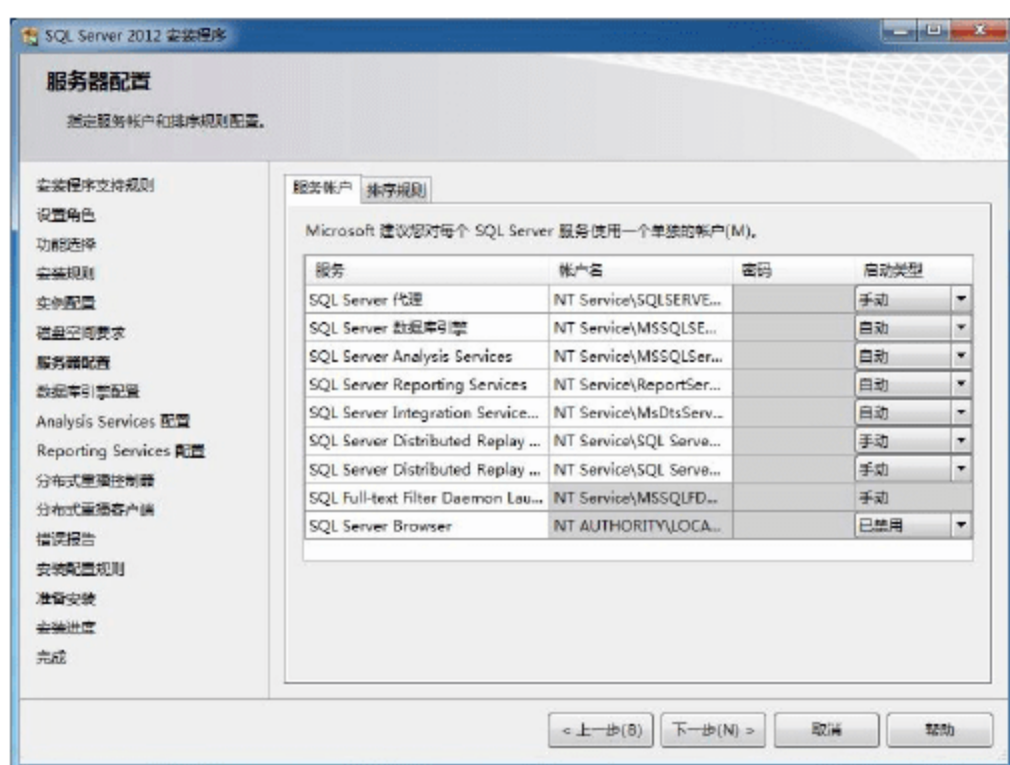 SQL Server 2012 安装程序
服务器配置
指定服务帐户和排序规则配置。
安装程序支持规则
设置角色
功能选择
安装规则
实例配置
磁盘空间要求
服务器配置
数据库引擎配置
Analysis Services 配置
Reporting Services 配置
分布式重播控制器
分布式重播客户端
错误报告
安装配置规则
准备安装
安装进度
完成
服务帐户 排序规则
Microsoft 建议您对每个 SQL Server 服务使用一个单独的帐户(M)。
服务 帐户名 密码 启动类型
SQL Server 代理 NT Service\SQLSERVE... 手动
SQL Server 数据库引擎 NT Service\MSSQLSE... 自动
SQL Server Analysis Services NT Service\MSSQLSer... 自动
SQL Server Reporting Services NT Service\ReportSer... 自动
SQL Server Integration Service... NT Service\MsDtsServ... 自动
SQL Server Distributed Replay ... NT Service\SQL Serve... 手动
SQL Server Distributed Replay ... NT Service\SQL Serve... 手动
SQL Full-text Filter Daemon Lau... NT Service\MSSQLFD... 手动
SQL Server Browser NT AUTHORITY\LOCA... 已禁用
< 上一步(B) 下一步(N) > 取消 帮助